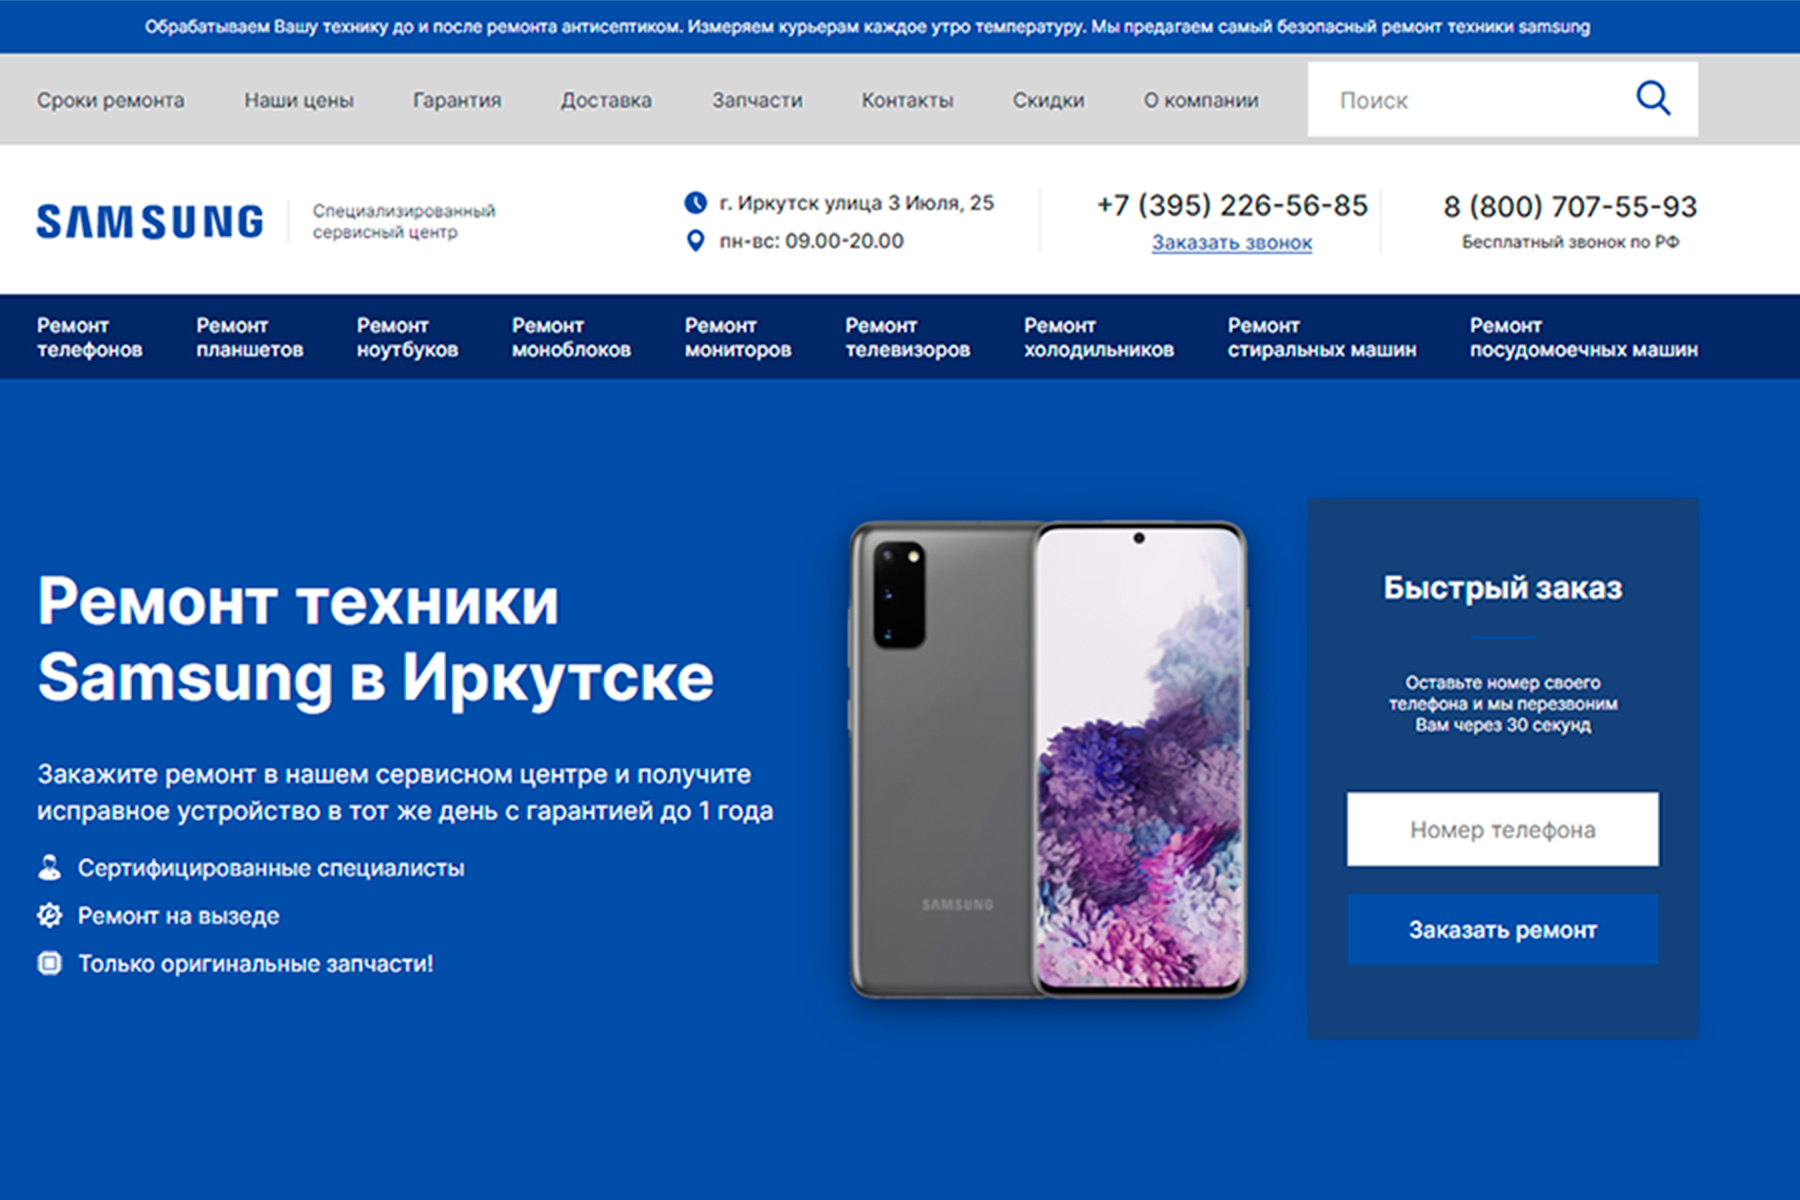 Обрабатываем Вашу технику до и после ремонта антисептиком. Измеряем курьерам каждое утро температуру. Мы предагаем самый безопасный ремонт техники samsung
Сроки ремонта Наши цены Гарантия Доставка Запчасти Контакты Скидки О компании Поиск
SAMSUNG
Специализированный
сервисный центр
г. Иркутск улица 3 Июля, 25
пн-вс: 09.00-20.00
+7 (395) 226-56-85
Заказать звонок
8 (800) 707-55-93
Бесплатный звонок по РФ
Ремонт
телефонов
Ремонт
планшетов
Ремонт
ноутбуков
Ремонт
моноблоков
Ремонт
мониторов
Ремонт
телевизоров
Ремонт
холодильников
Ремонт
стиральных машин
Ремонт
посудомоечных машин
Ремонт техники
Samsung в Иркутске
Закажите ремонт в нашем сервисном центре и получите
исправное устройство в тот же день с гарантией до 1 года
Сертифицированные специалисты
Ремонт на вызеде
Только оригинальные запчасти!
SAMSUNG
Быстрый заказ
Оставьте номер своего
телефона и мы перезвоним
Вам через 30 секунд
Номер телефона
Заказать ремонт